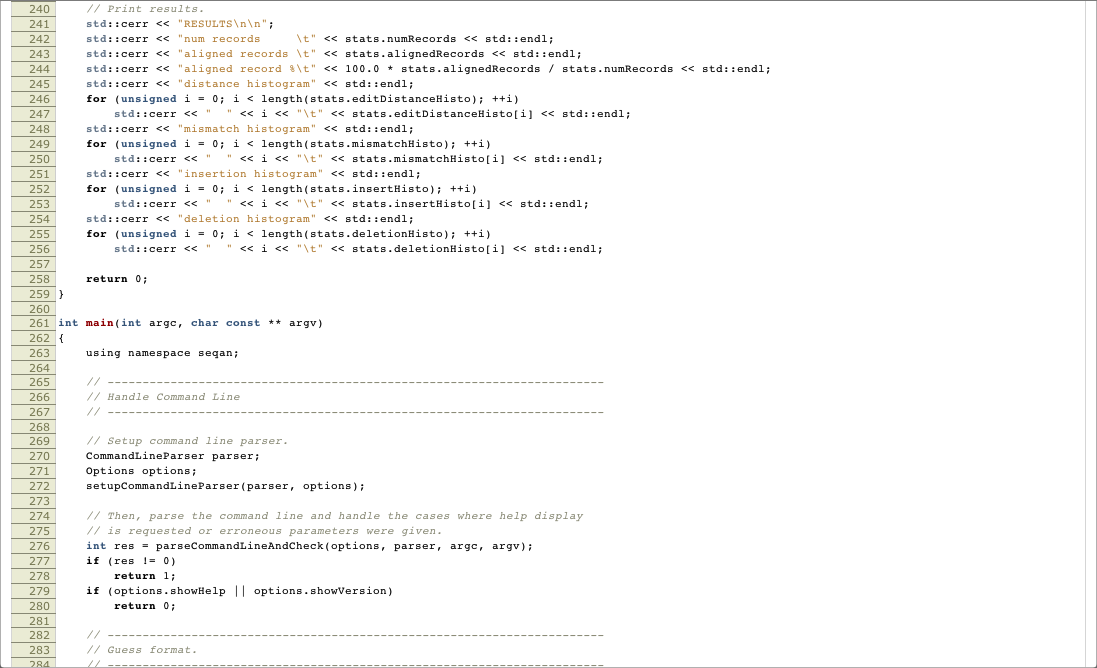 240     // Print results.
241     std::cerr << "RESULTS\n\n";
242     std::cerr << "num records     \t" << stats.numRecords << std::endl;
243     std::cerr << "aligned records \t" << stats.alignedRecords << std::endl;
244     std::cerr << "aligned record %\t" << 100.0 * stats.alignedRecords / stats.numRecords << std::endl;
245     std::cerr << "distance histogram" << std::endl;
246     for (unsigned i = 0; i < length(stats.editDistanceHisto); ++i)
247         std::cerr << "  " << i << "\t" << stats.editDistanceHisto[i] << std::endl;
248     std::cerr << "mismatch histogram" << std::endl;
249     for (unsigned i = 0; i < length(stats.mismatchHisto); ++i)
250         std::cerr << "  " << i << "\t" << stats.mismatchHisto[i] << std::endl;
251     std::cerr << "insertion histogram" << std::endl;
252     for (unsigned i = 0; i < length(stats.insertHisto); ++i)
253         std::cerr << "  " << i << "\t" << stats.insertHisto[i] << std::endl;
254     std::cerr << "deletion histogram" << std::endl;
255     for (unsigned i = 0; i < length(stats.deletionHisto); ++i)
256         std::cerr << "  " << i << "\t" << stats.deletionHisto[i] << std::endl;
257
258     return 0;
259 }
260
261 int main(int argc, char const ** argv)
262 {
263     using namespace seqan;
264
265     // -----------------------------------------------------------------------
266     // Handle Command Line
267     // -----------------------------------------------------------------------
268
269     // Setup command line parser.
270     CommandLineParser parser;
271     Options options;
272     setupCommandLineParser(parser, options);
273
274     // Then, parse the command line and handle the cases where help display
275     // is requested or erroneous parameters were given.
276     int res = parseCommandLineAndCheck(options, parser, argc, argv);
277     if (res != 0)
278         return 1;
279     if (options.showHelp || options.showVersion)
280         return 0;
281
282     // -----------------------------------------------------------------------
283     // Guess format.
284     // -----------------------------------------------------------------------